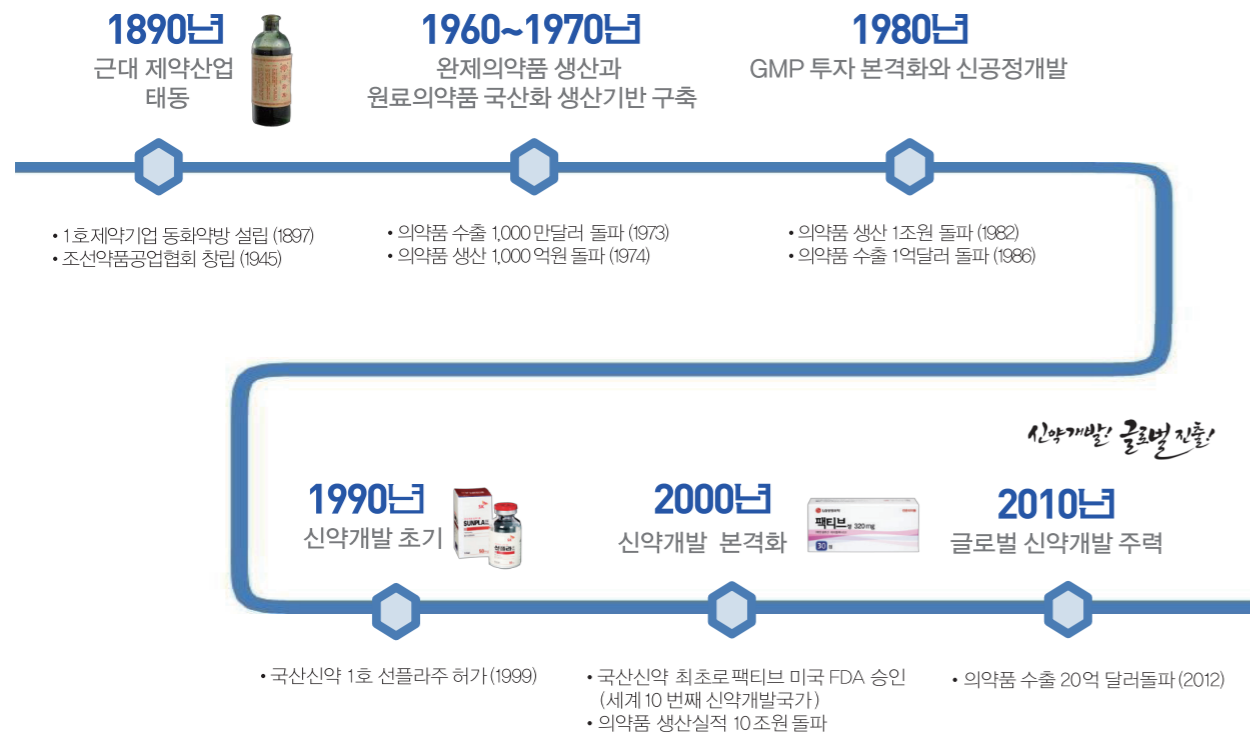 1890년
근대 제약산업
태동
1960~1970년
완제의약품 생산과
원료의약품 국산화 생산기반 구축
1980년
GMP 투자 본격화와 신공정개발
• 1호제약기업 동화약방 설립 (1897)
• 조선약품공업협회 창립 (1945)
• 의약품 수출 1,000만달러 돌파 (1973)
• 의약품 생산 1,000억원 돌파 (1974)
• 의약품 생산 1조원 돌파 (1982)
• 의약품 수출 1억달러 돌파 (1986)
신약개발! 글로벌 진출!
1990년
신약개발 초기
SUNPLA
2000년
신약개발 본격화
팩티브정 320mg
30정
2010년
글로벌 신약개발 주력
• 국산신약 1호 선플라주 허가 (1999)
• 국산신약 최초로 팩티브 미국 FDA 승인
(세계 10 번째 신약개발국가)
• 의약품 생산실적 10조원 돌파
• 의약품 수출 20억 달러돌파 (2012)